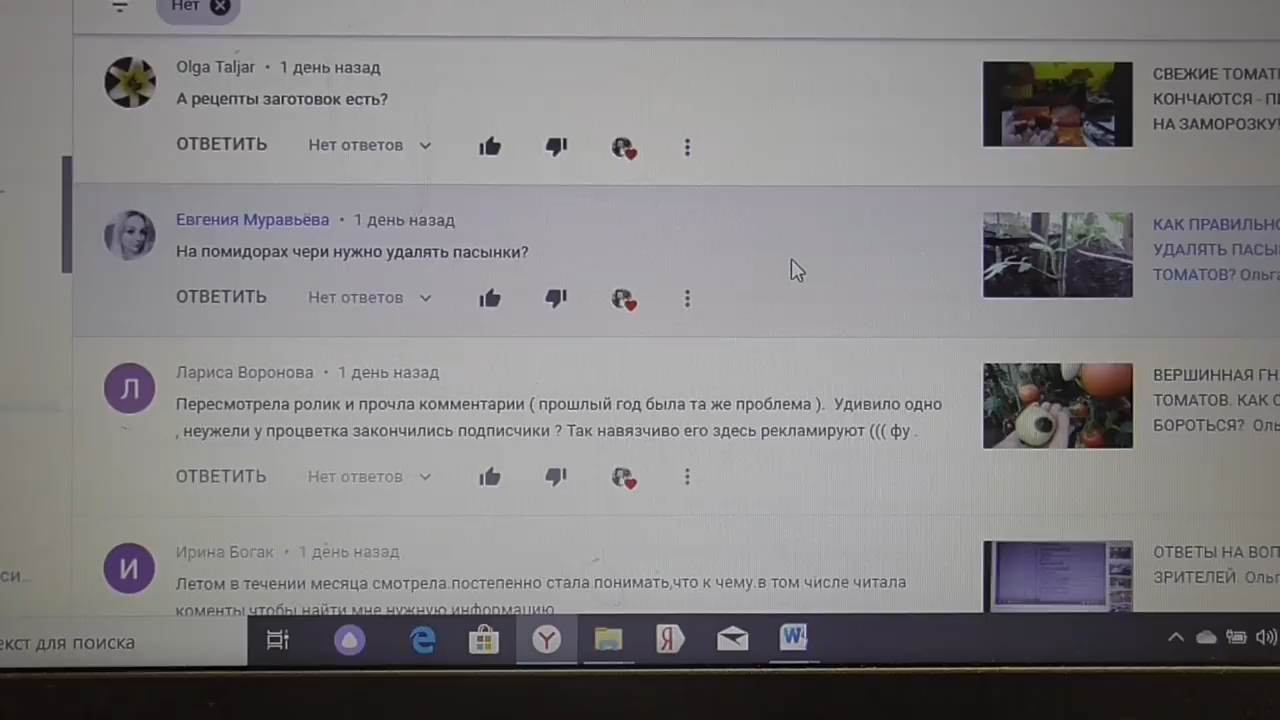 Нет
Olga Taljar • 1 день назад
А рецепты заготовок есть?
ОТВЕТИТЬ Нет ответов
СВЕЖИЕ ТОМАТ
КОНЧАЮТСЯ - П
НА ЗАМОРОЗКУ
Евгения Муравьёва • 1 день назад
На помидорах чери нужно удалять пасынки?
ОТВЕТИТЬ Нет ответов
КАК ПРАВИЛЬНО
УДАЛЯТЬ ПАСЫ
ТОМАТОВ? Ольга
Л
Лариса Воронова • 1 день назад
Пересмотрела ролик и прочла комментарии ( прошлый год была та же проблема ). Удивило одно
, неужели у процветка закончились подписчики ? Так навязчиво его здесь рекламируют ((( фу .
ОТВЕТИТЬ Нет ответов
ВЕРШИННАЯ ГН
ТОМАТОВ. КАК С
БОРОТЬСЯ? Оль
И
Ирина Богак • 1 день назад
Летом в течении месяца смотрела.постепенно стала понимать,что к чему.в том числе читала
коменты чтобы найти мне нужную информацию
ОТВЕТЫ НА ВОП
ЗРИТЕЛЕЙ. Ольг
си...
екст для поиска